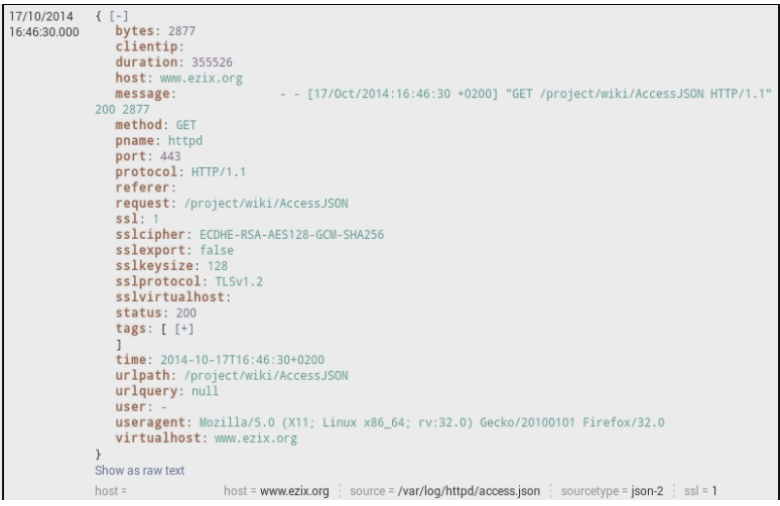 17/10/2014 { [-]
16:46:30.000 bytes: 2877
clientip:
duration: 355526
host: www.ezix.org
message: - - [17/Oct/2014:16:46:30 +0200] "GET /project/wiki/AccessJSON HTTP/1.1"
200 2877
method: GET
pname: httpd
port: 443
protocol: HTTP/1.1
referer:
request: /project/wiki/AccessJSON
ssl: 1
sslcipher: ECDHE-RSA-AES128-GCM-SHA256
sslexport: false
sslkeysize: 128
sslprotocol: TLSv1.2
sslvirtualhost:
status: 200
tags: [ [+]
]
time: 2014-10-17T16:46:30+0200
urlpath: /project/wiki/AccessJSON
urlquery: null
user: -
useragent: Mozilla/5.0 (X11; Linux x86_64; rv:32.0) Gecko/20100101 Firefox/32.0
virtualhost: www.ezix.org
}
Show as raw text
host = host = www.ezix.org source = /var/log/httpd/access.json sourcetype = json-2 ssl = 1